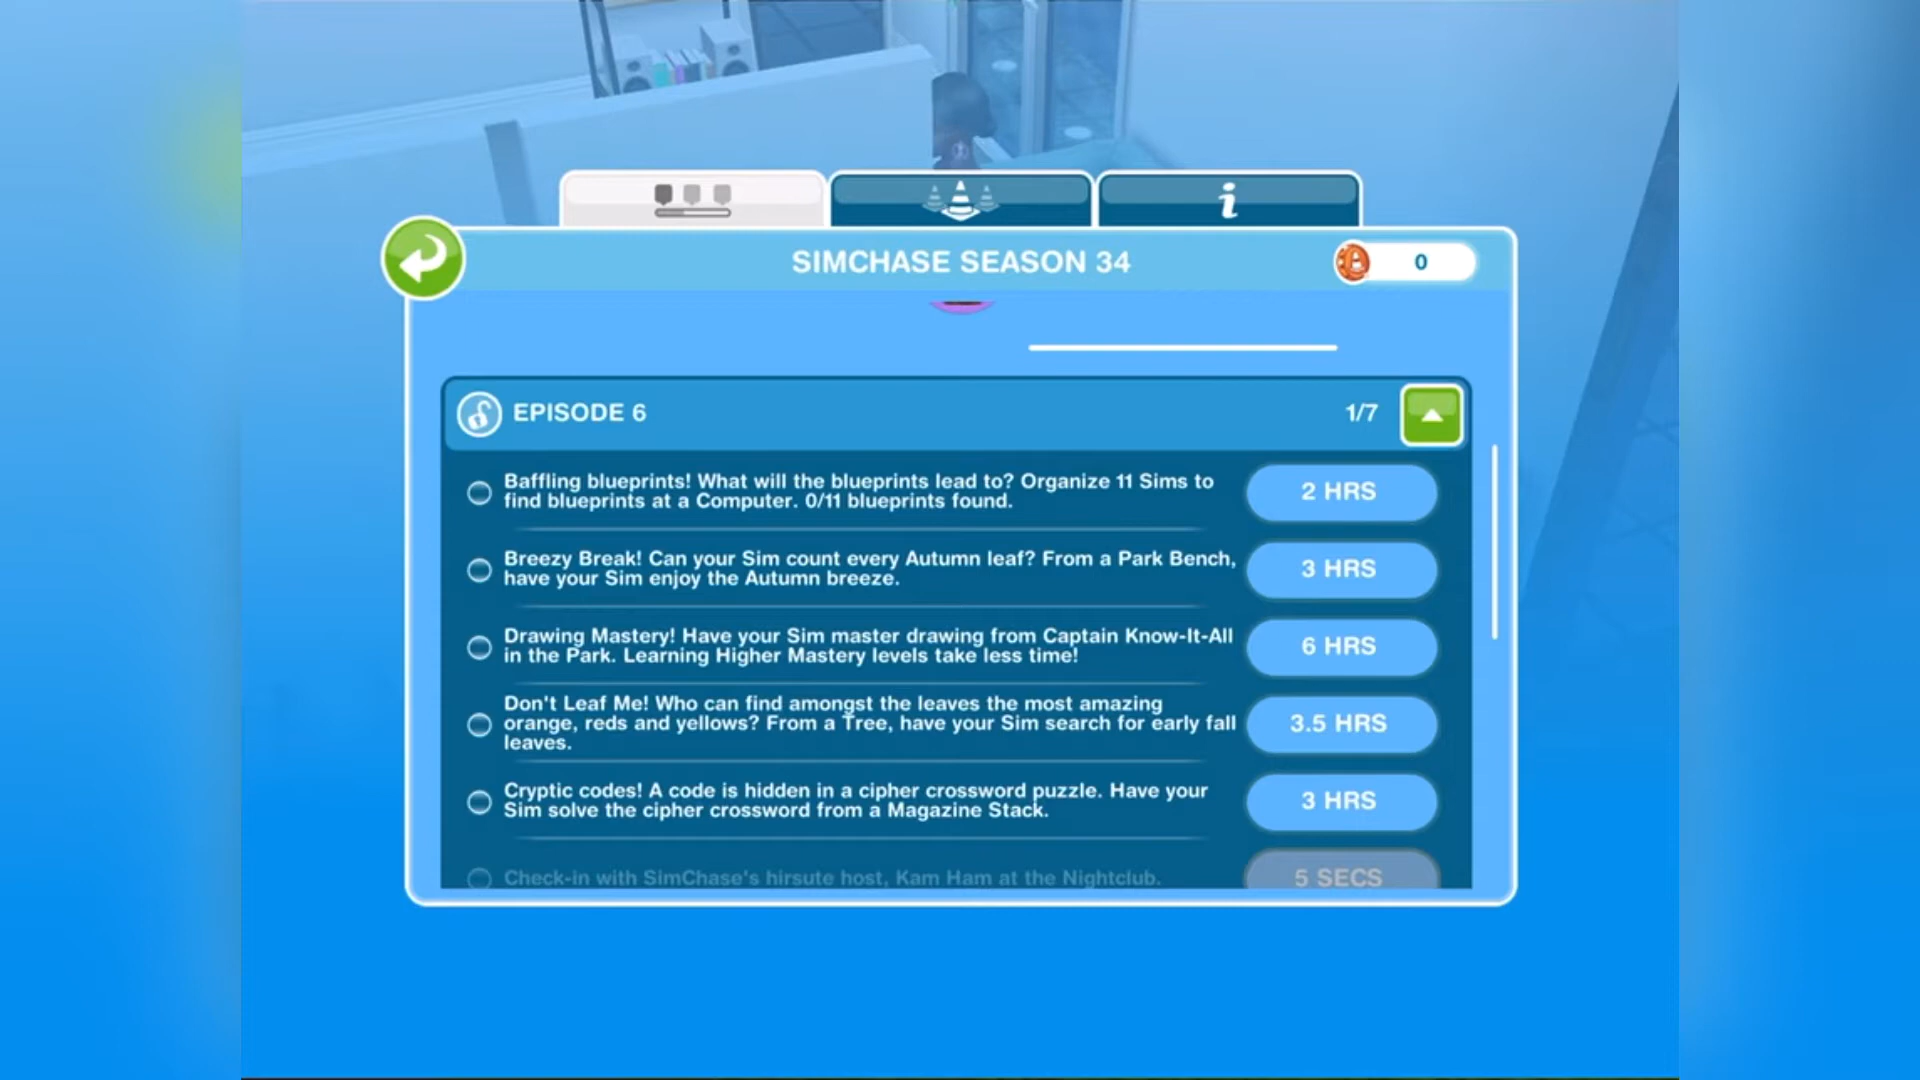 SIMCHASE SEASON 34
0
EPISODE 6
1/7
Baffling blueprints! What will the blueprints lead to? Organize 11 Sims to
find blueprints at a Computer. 0/11 blueprints found.
2 HRS
Breezy Break! Can your Sim count every Autumn leaf? From a Park Bench,
have your Sim enjoy the Autumn breeze.
3 HRS
Drawing Mastery! Have your Sim master drawing from Captain Know-It-All
in the Park. Learning Higher Mastery levels take less time!
6 HRS
Don't Leaf Me! Who can find amongst the leaves the most amazing
orange, reds and yellows? From a Tree, have your Sim search for early fall
leaves.
3.5 HRS
Cryptic codes! A code is hidden in a cipher crossword puzzle. Have your
Sim solve the cipher crossword from a Magazine Stack.
3 HRS
Check-in with SimChase's hirsute host, Kam Ham at the Nightclub.
5 SECS